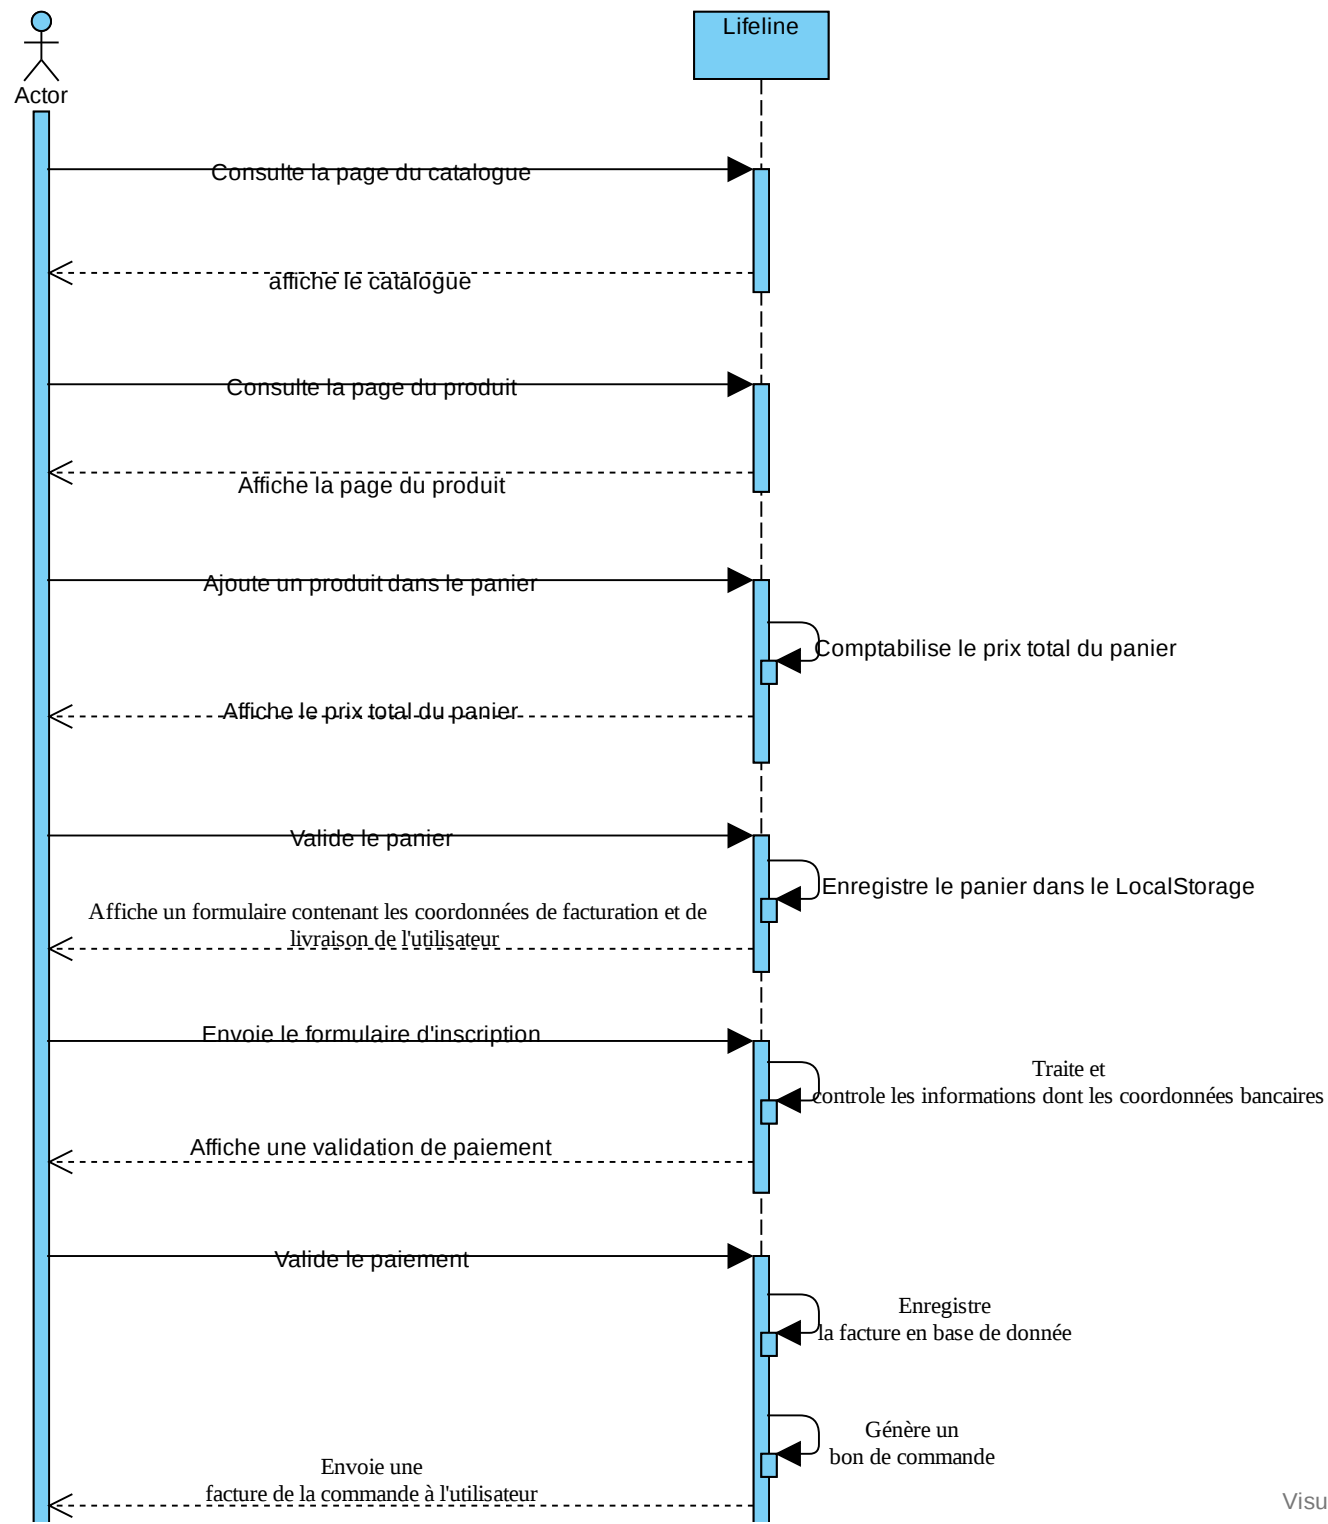 Lifeline
Actor
Consulte la page du catalogue
affiche le catalogue
Consulte la page du produit
Affiche la page du produit
Ajoute un produit dans le panier
Comptabilise le prix total du panier
Affiche le prix total du panier
Valide le panier
Enregistre le panier dans le LocalStorage
Affiche un formulaire contenant les coordonnées de facturation et de
livraison de l'utilisateur
Envoie le formulaire d'inscription
Traite et
controle les informations dont les coordonnées bancaires
Affiche une validation de paiement
Valide le paiement
Enregistre
la facture en base de donnée
Génère un
bon de commande
Envoie une
facture de la commande à l'utilisateur
Visu